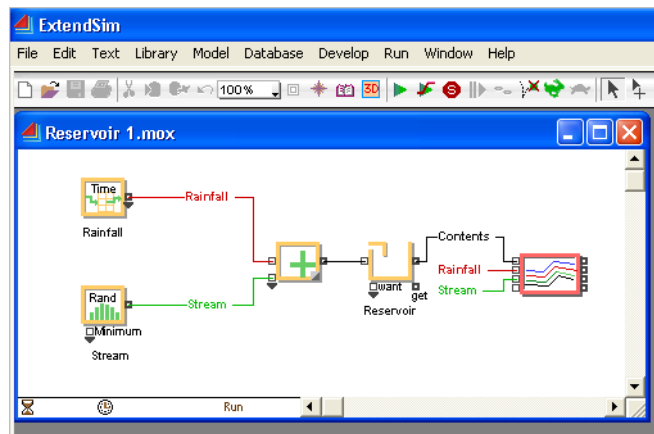 ExtendSim
File Edit Text Library Model Database Develop Run Window Help
100% 3D S
Reservoir 1.mox
Time
Rainfall
Rainfall
Contents
Rainfall
Rand
Stream
want
Stream
Minimum
get
Reservoir
Stream
Run